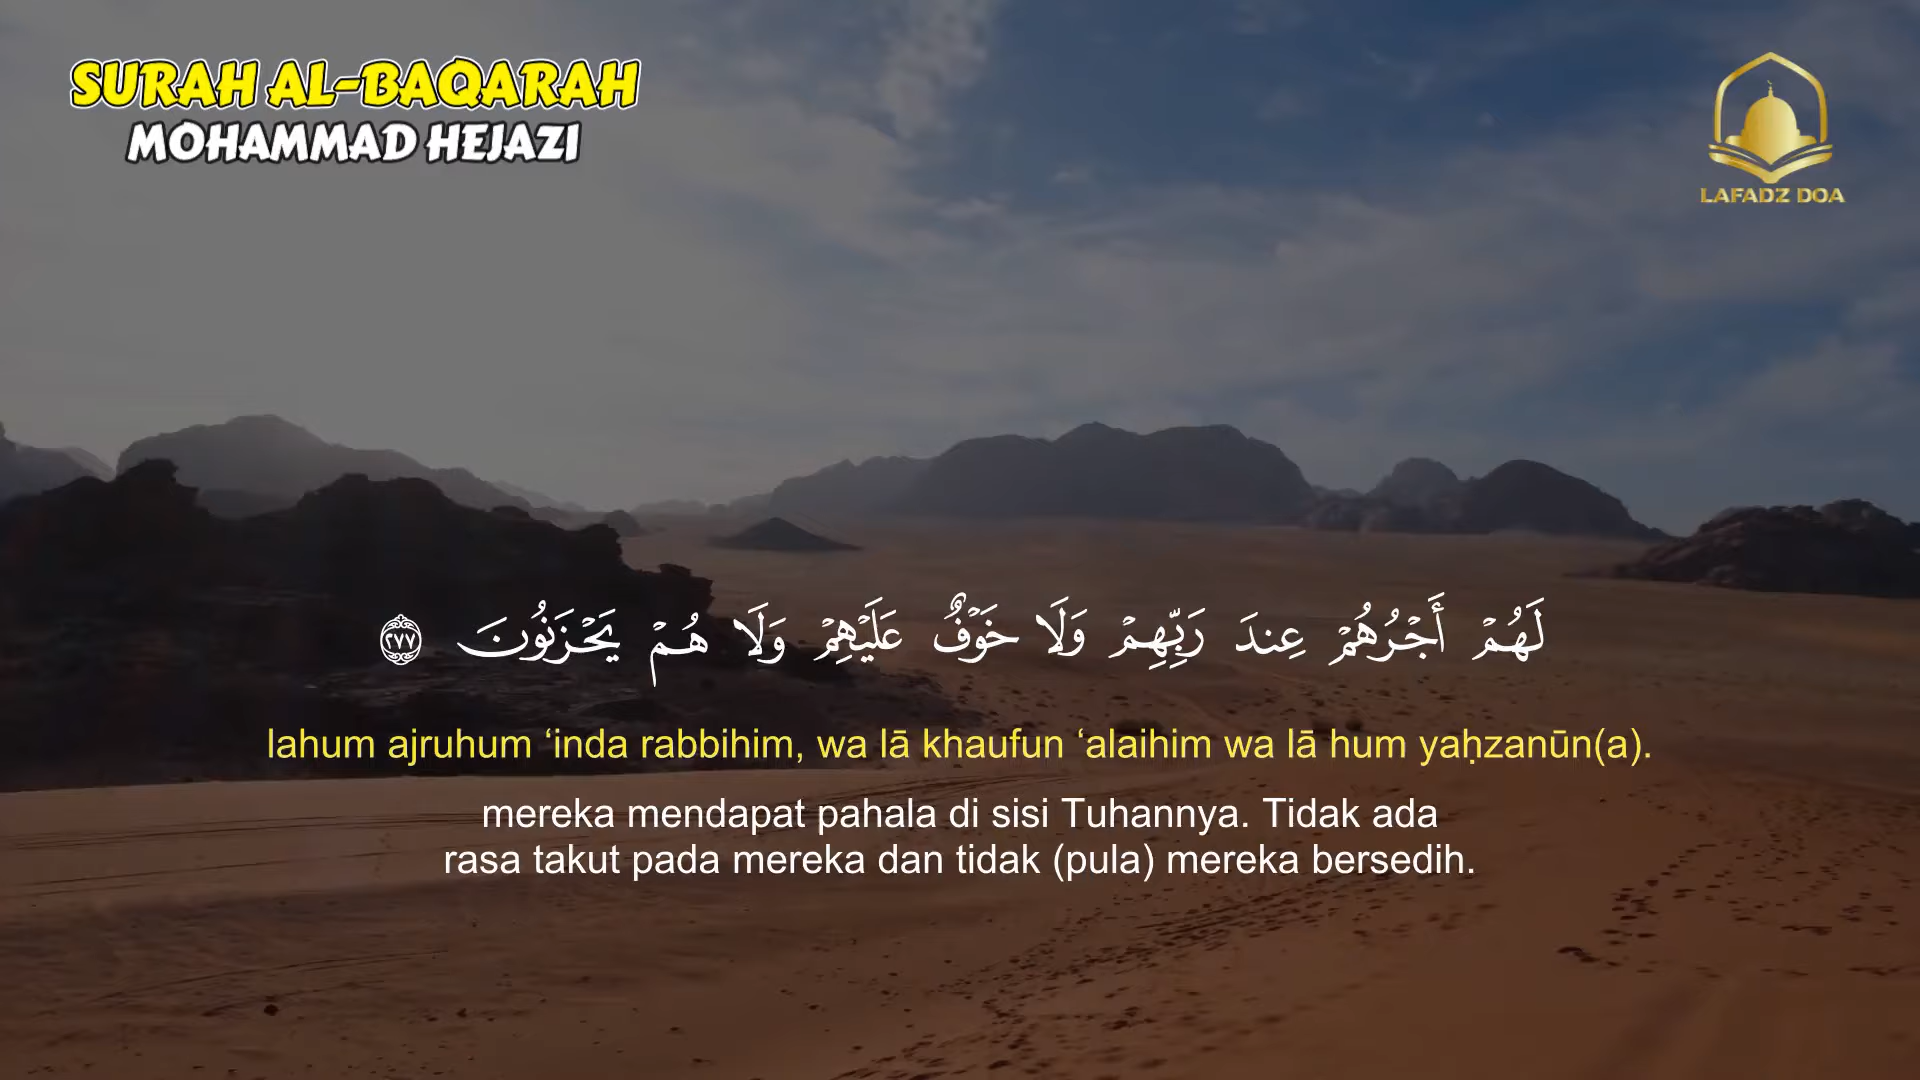 SURAH AL-BAQARAH
MOHAMMAD HEJAZI
LAFADZ DOA
لَهُمْ أَجْرُهُمْ عِندَ رَبِّهِمْ وَلَا خَوْفٌ عَلَيْهِمْ وَلَا هُمْ يَحْزَنُونَ ٢٧٧
lahum ajruhum ‘inda rabbihim, wa lā khaufun ‘alaihim wa lā hum yaḥzanūn(a).
mereka mendapat pahala di sisi Tuhannya. Tidak ada
rasa takut pada mereka dan tidak (pula) mereka bersedih.